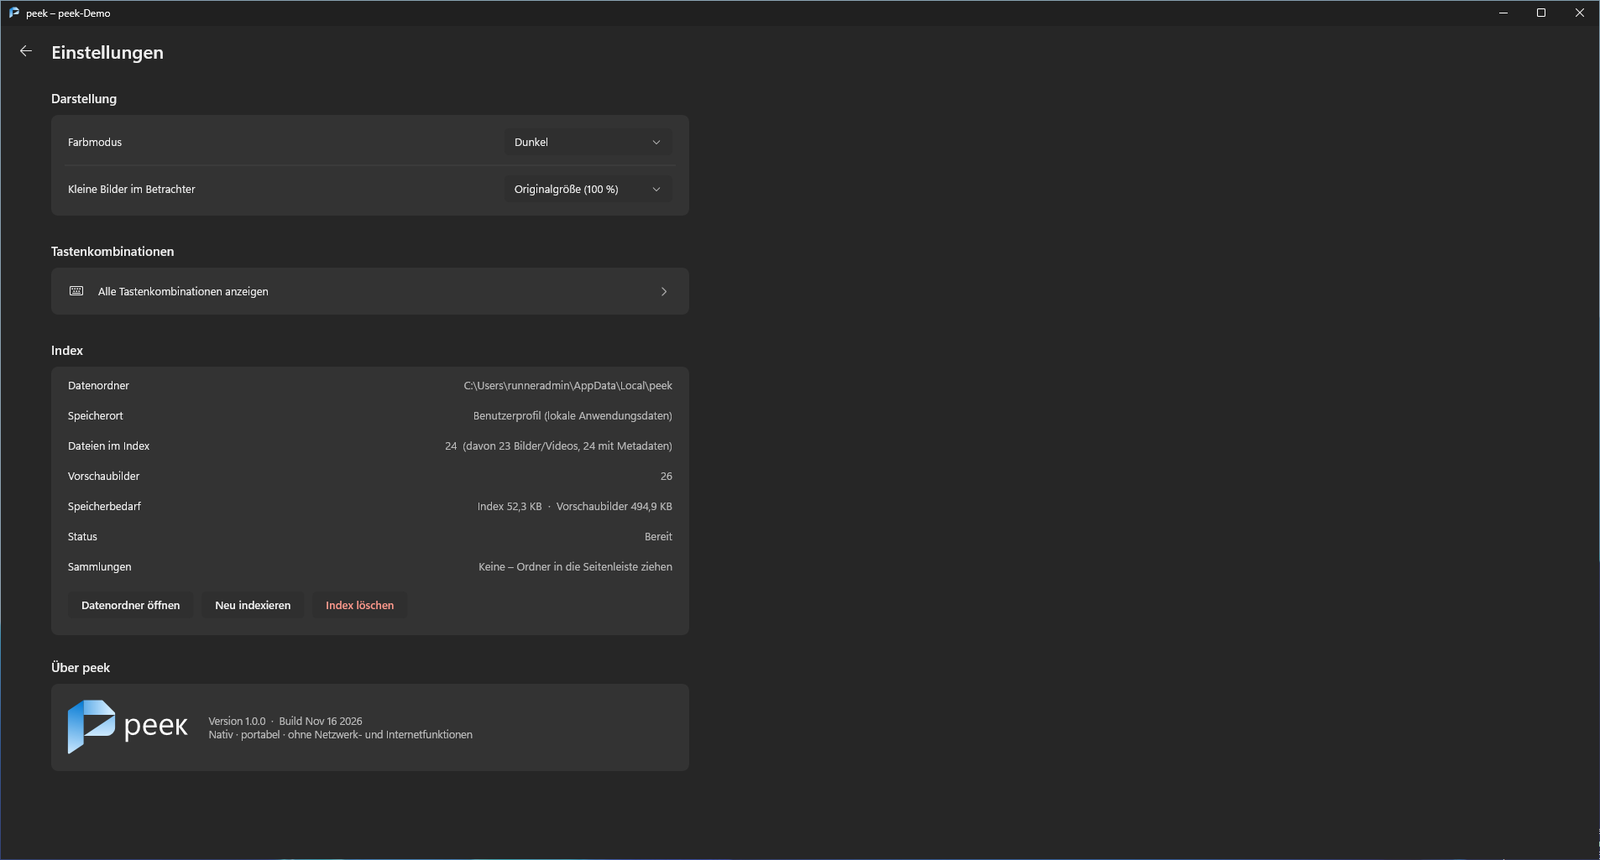 peek – peek-Demo
Einstellungen
Darstellung
Farbmodus
Dunkel
Kleine Bilder im Betrachter
Originalgröße (100 %)
Tastenkombinationen
Alle Tastenkombinationen anzeigen
Index
Datenordner
C:\Users\runneradmin\AppData\Local\peek
Speicherort
Benutzerprofil (lokale Anwendungsdaten)
Dateien im Index
24 (davon 23 Bilder/Videos, 24 mit Metadaten)
Vorschaubilder
26
Speicherbedarf
Index 52,3 KB · Vorschaubilder 494,9 KB
Status
Bereit
Sammlungen
Keine – Ordner in die Seitenleiste ziehen
Datenordner öffnen
Neu indexieren
Index löschen
Über peek
peek
Version 1.0.0 · Build Nov 16 2026
Nativ · portabel · ohne Netzwerk- und Internetfunktionen